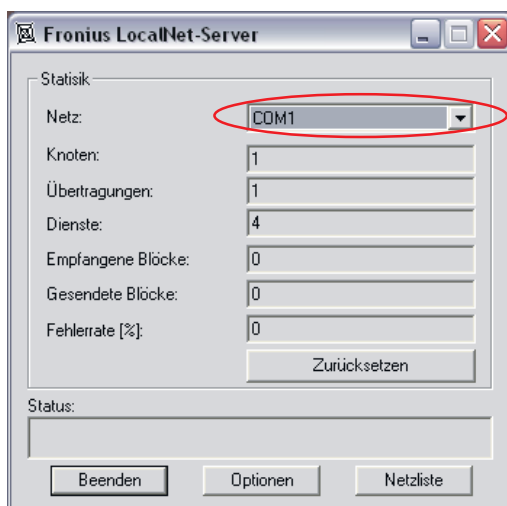 Fronius LocalNet-Server
Statisik
Netz: COM1
Knoten: 1
Übertragungen: 1
Dienste: 4
Empfangene Blöcke: 0
Gesendete Blöcke: 0
Fehlerrate [%]: 0
Zurücksetzen
Status:
Beenden Optionen Netzliste